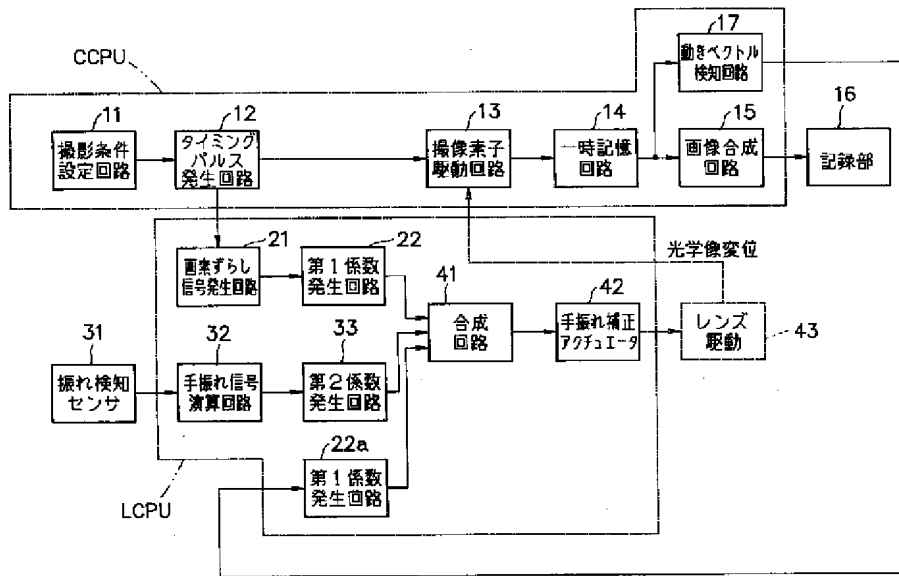 CCPU
17
動きベクトル
検知回路
11
撮影条件
設定回路
12
タイミング
パルス
発生回路
13
撮像素子
駆動回路
14
一時記憶
回路
15
画像合成
回路
16
記録部
21
画素ずらし
信号発生回路
22
第1係数
発生回路
光学像変位
41
合成
回路
42
手振れ補正
アクチュエータ
レンズ
駆動
43
31
振れ検知
センサ
32
手振れ信号
演算回路
33
第2係数
発生回路
22a
第1係数
発生回路
LCPU